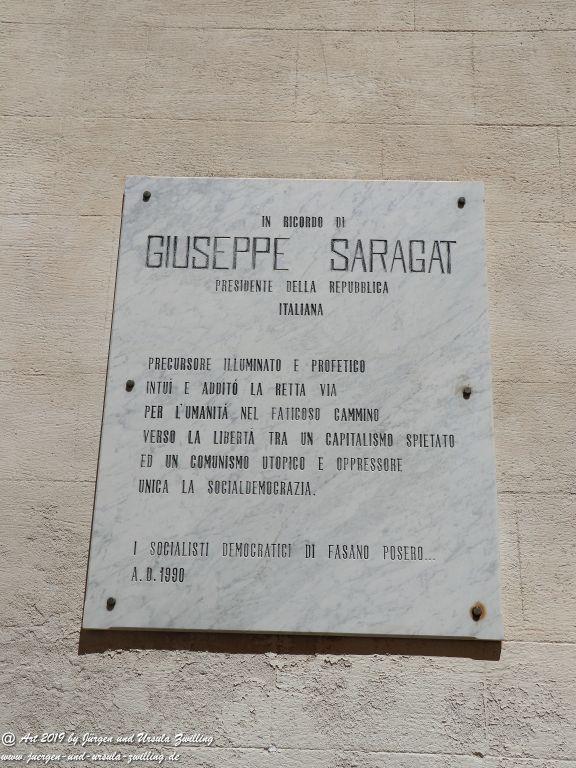 IN RICORDO DI
GIUSEPPE SARAGAT
PRESIDENTE DELLA REPUBBLICA
ITALIANA
PRECURSORE ILLUMINATO E PROFETICO
INTUÌ E ADDITÓ LA RETTA VIA
PER L'UMANITÁ NEL FATICOSO CAMMINO
VERSO LA LIBERTÀ TRA UN CAPITALISMO SPIETATO
ED UN COMUNISMO UTOPICO E OPPRESSORE
UNICA LA SOCIALDEMOCRAZIA.
I SOCIALISTI DEMOCRATICI DI FASANO POSERO...
A.D.1990
@ Art 2019 by Jürgen und Ursula Zwilling
www.juergen-und-ursula-zwilling.de